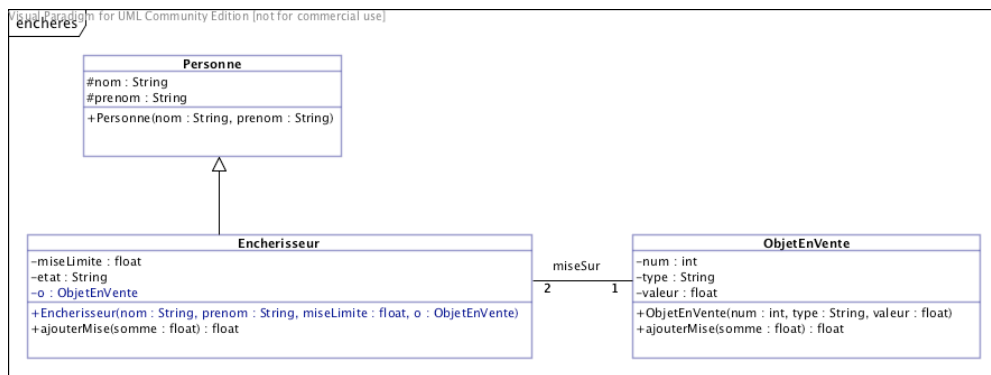 Visual Paradigm for UML Community Edition [not for commercial use]
encheres
Personne
#nom : String
#prenom : String
+Personne(nom : String, prenom : String)
Encherisseur
-miseLimite : float
-etat : String
-o : ObjetEnVente
+Encherisseur(nom : String, prenom : String, miseLimite : float, o : ObjetEnVente)
+ajouterMise(somme : float) : float
miseSur
2 1
ObjetEnVente
-num : int
-type : String
-valeur : float
+ObjetEnVente(num : int, type : String, valeur : float)
+ajouterMise(somme : float) : float